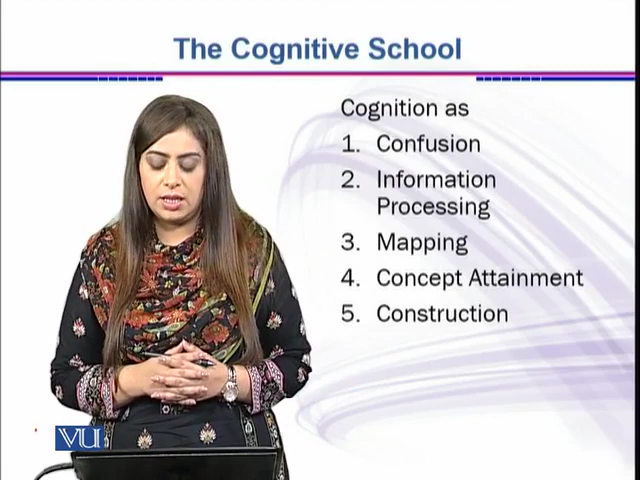 The Cognitive School
Cognition as
1. Confusion
2. Information
Processing
3. Mapping
4. Concept Attainment
5. Construction
VU